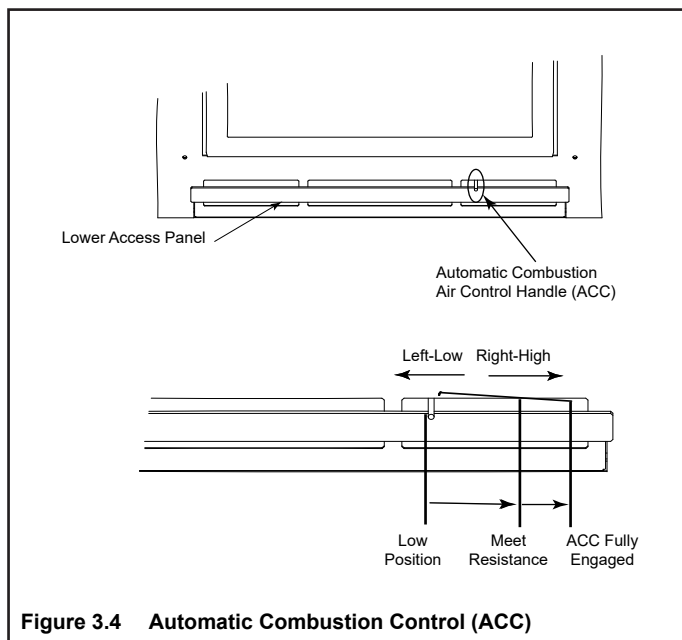 Lower Access Panel
Automatic Combustion
Air Control Handle (ACC)
Left-Low Right-High
Low
Position
Meet
Resistance
ACC Fully
Engaged
Figure 3.4 Automatic Combustion Control (ACC)